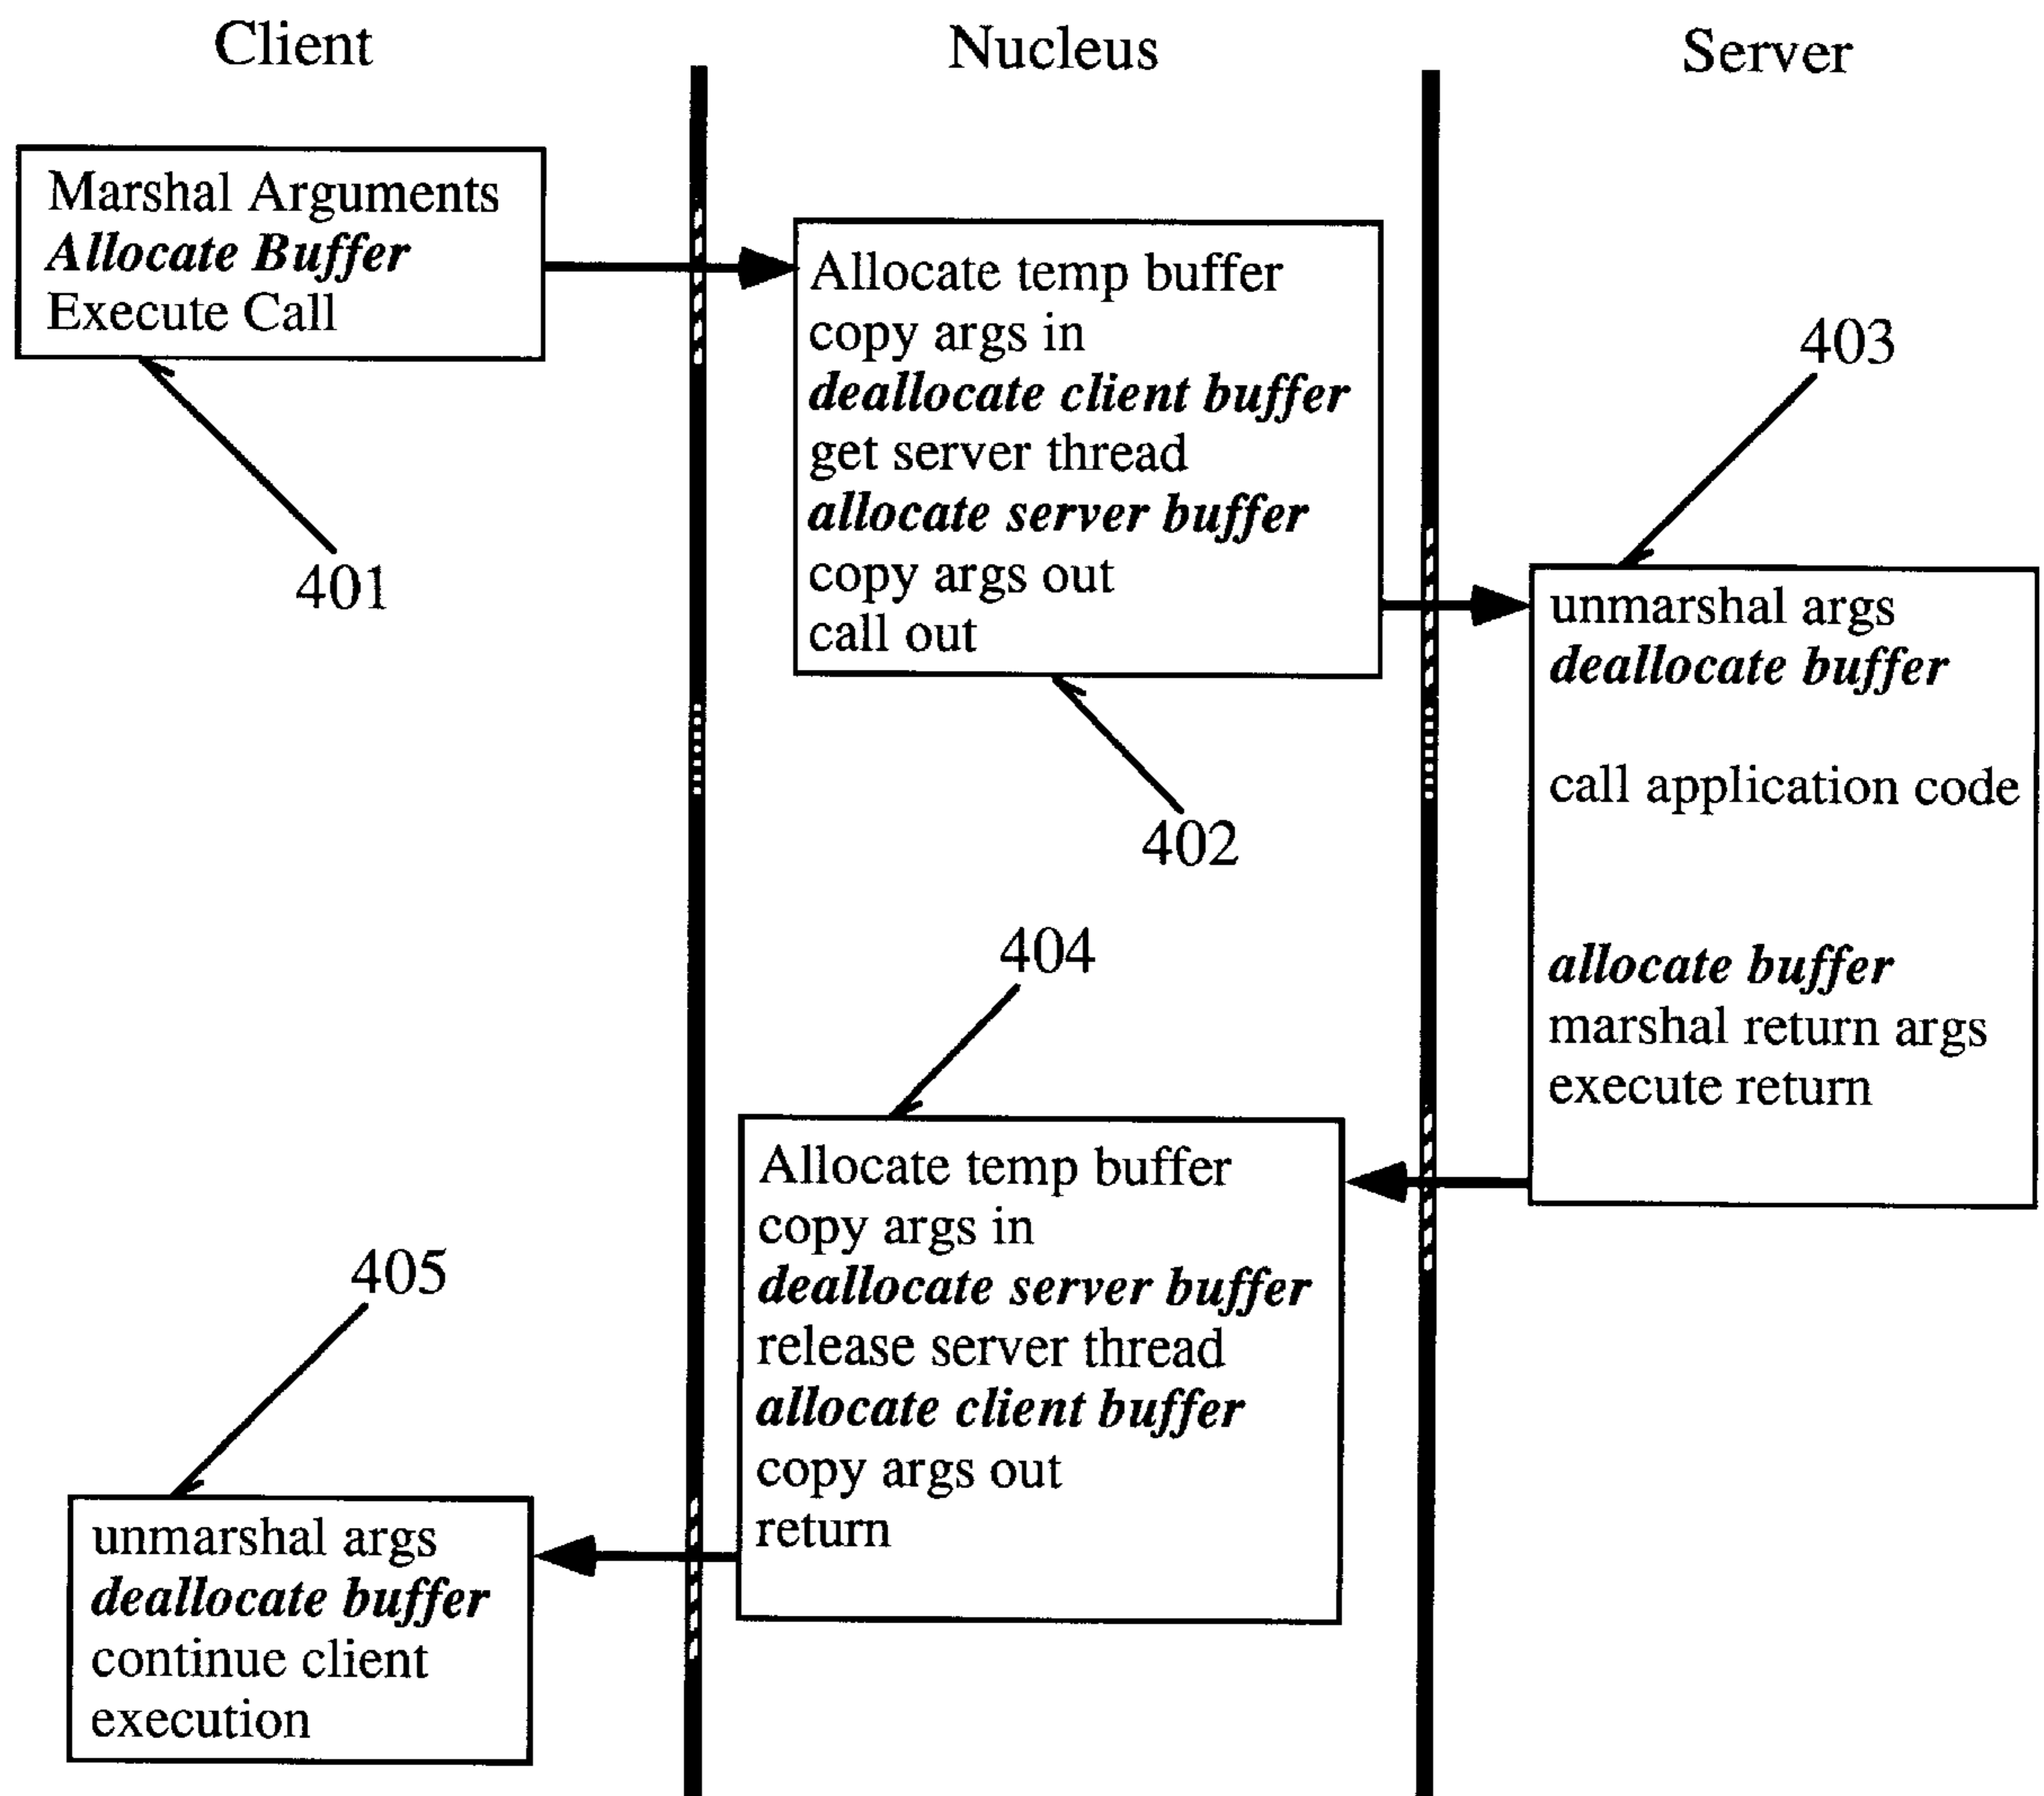 Client
Nucleus
Server
Marshal Arguments
Allocate Buffer
Execute Call
401
Allocate temp buffer
copy args in
deallocate client buffer
get server thread
allocate server buffer
copy args out
call out
402
403
unmarshal args
deallocate buffer
call application code
allocate buffer
marshal return args
execute return
404
Allocate temp buffer
copy args in
deallocate server buffer
release server thread
allocate client buffer
copy args out
return
405
unmarshal args
deallocate buffer
continue client
execution